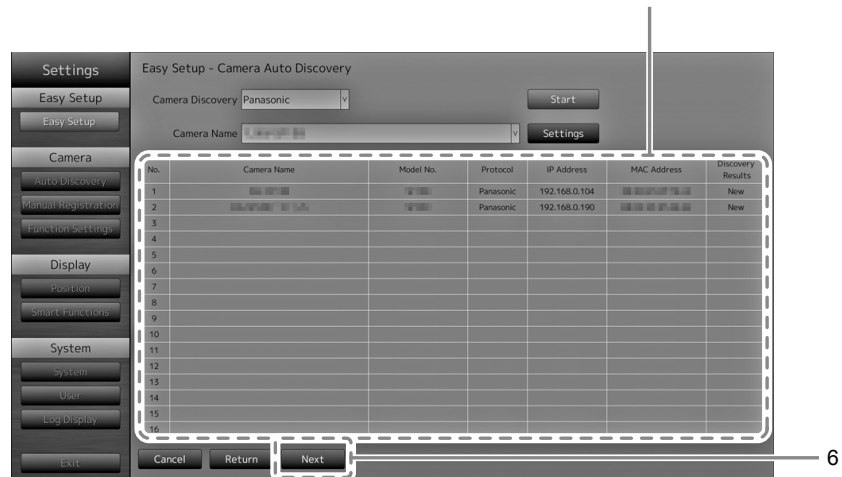 Settings
Easy Setup
Easy Setup
Camera
Auto Discovery
Manual Registration
Function Settings
Display
Position
Smart Functions
System
System
User
Log Display
Exit
Easy Setup - Camera Auto Discovery
Camera Discovery Panasonic v Start
Camera Name v Settings
No. Camera Name Model No. Protocol IP Address MAC Address Discovery Results
1 Panasonic 192.168.0.104 New
2 Panasonic 192.168.0.190 New
3
4
5
6
7
8
9
10
11
12
13
14
15
16
Cancel Return Next
6